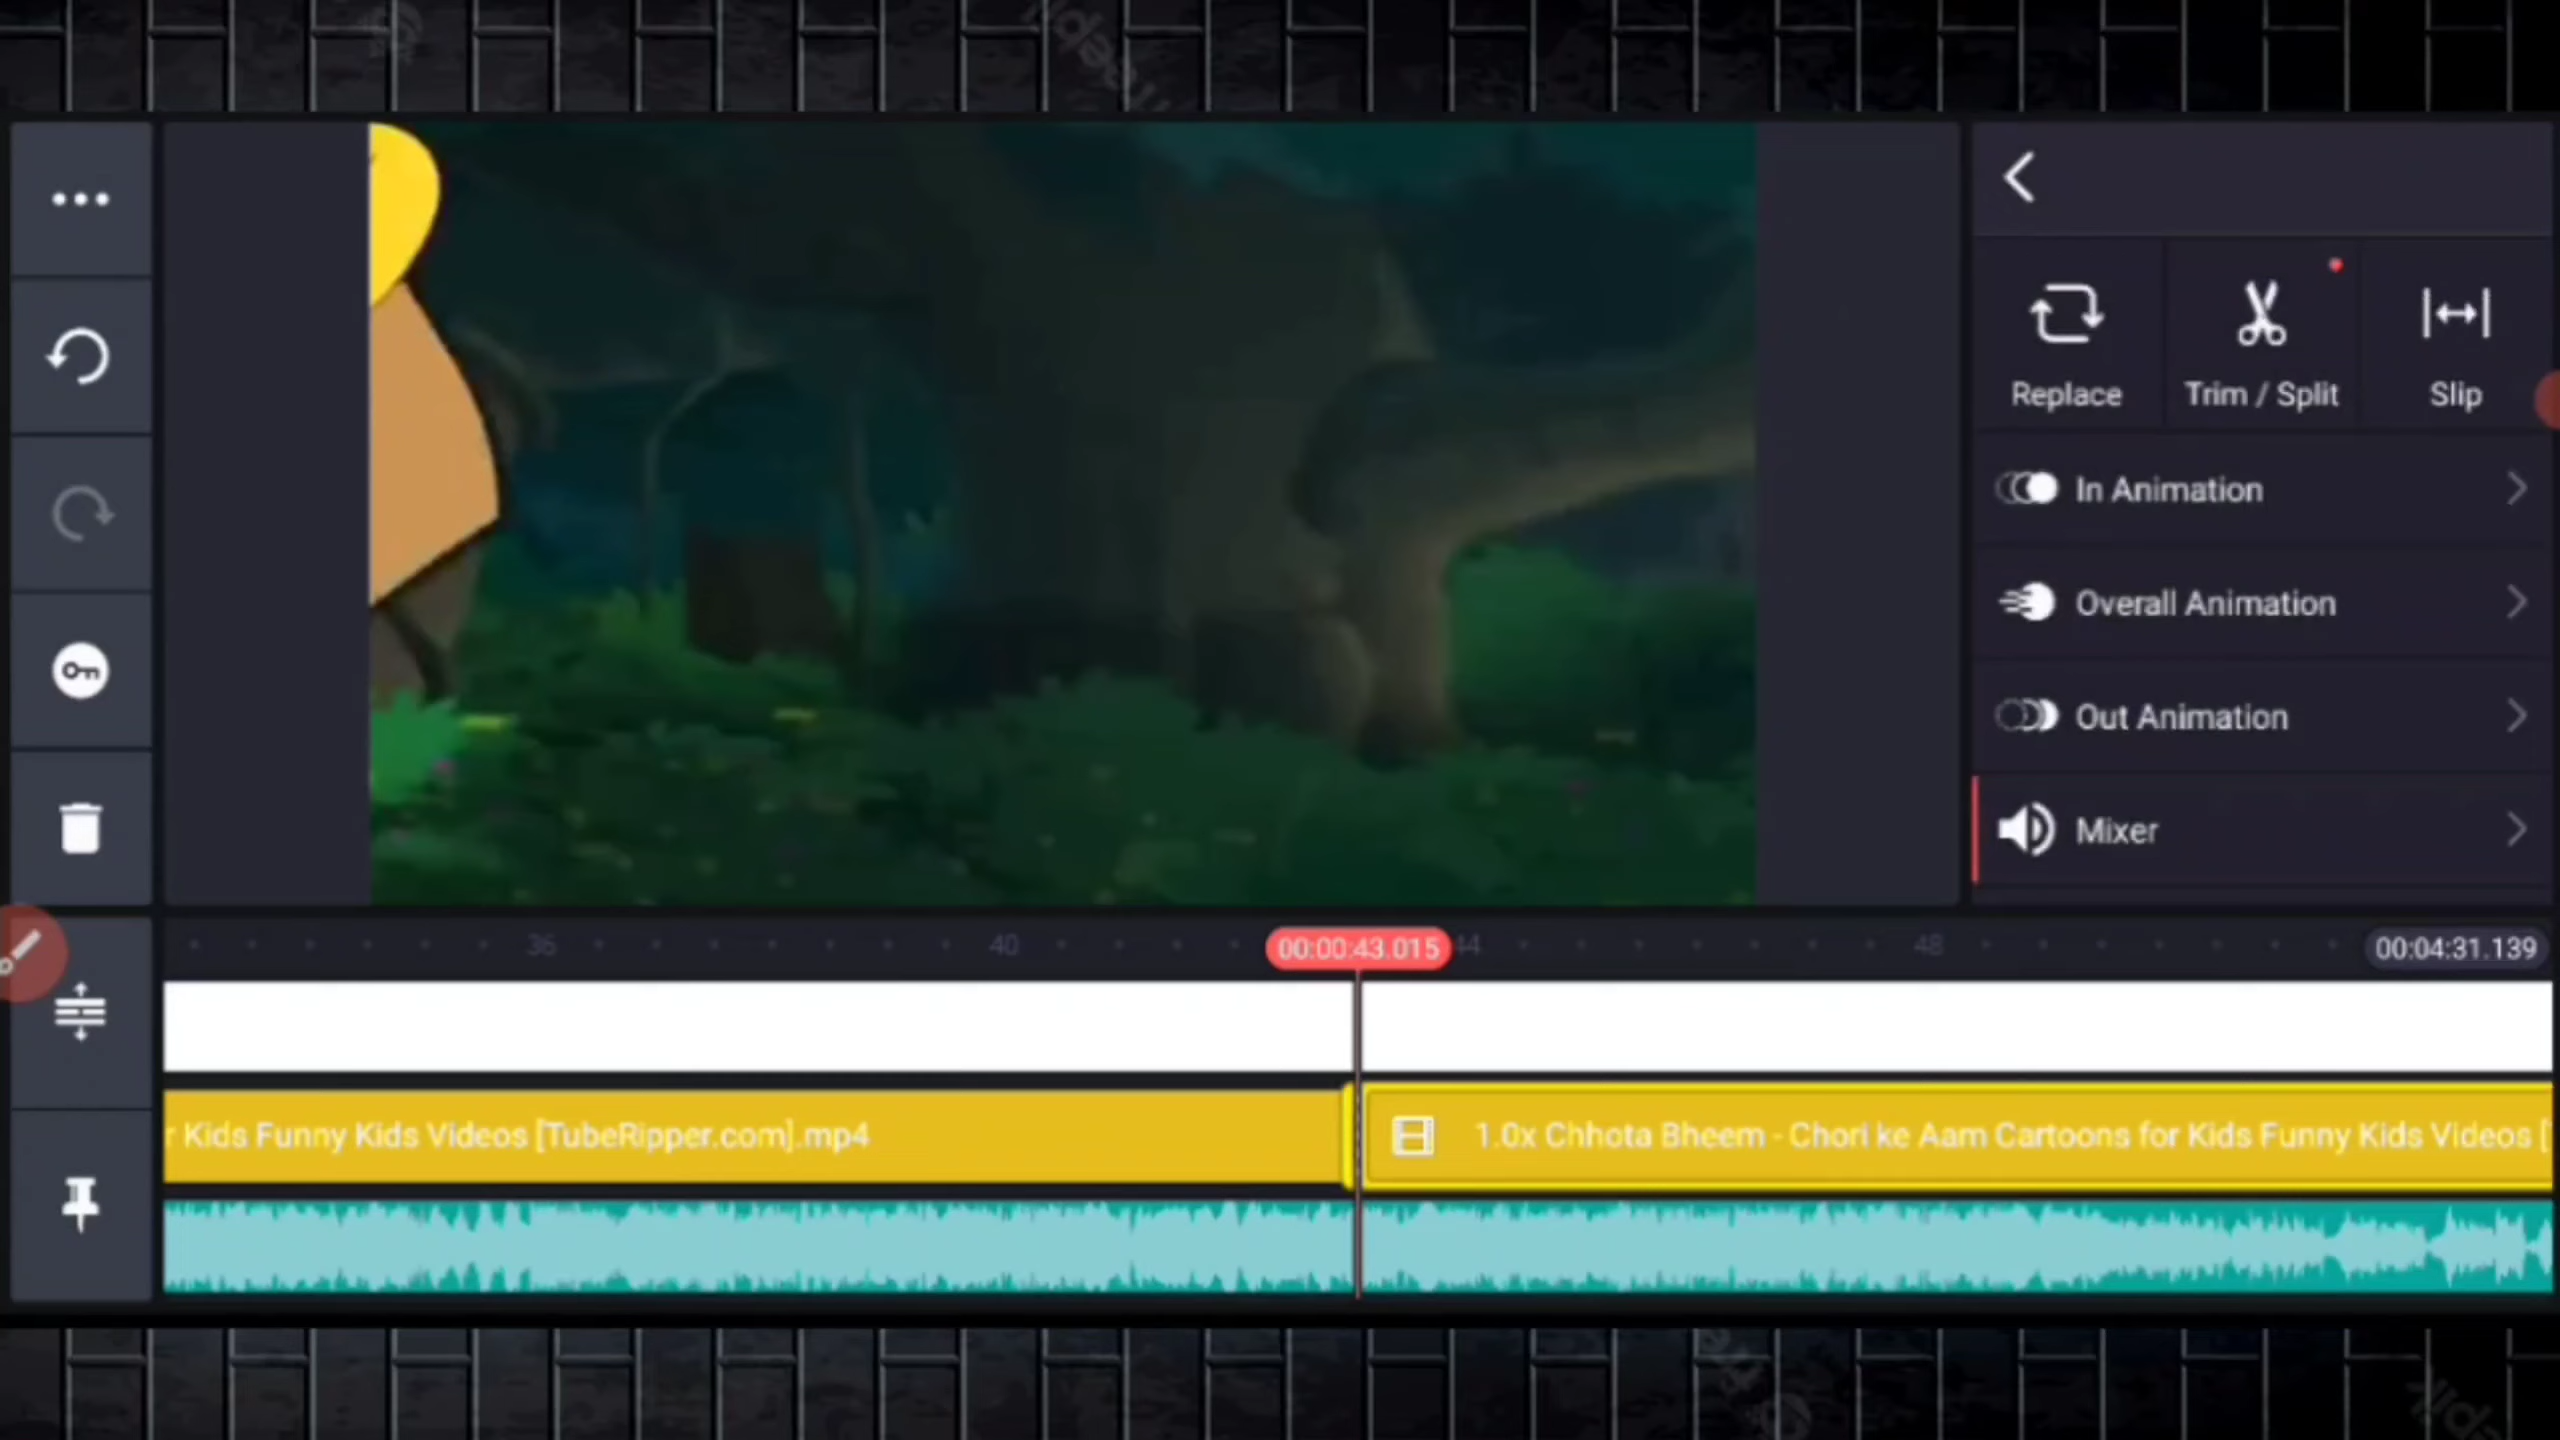 Replace
Trim / Split
Slip
In Animation
Overall Animation
Out Animation
Mixer
36
40
00:00:43.015
44
48
00:04:31.139
r Kids Funny Kids Videos [TubeRipper.com].mp4
1.0x Chhota Bheem - Chori ke Aam Cartoons for Kids Funny Kids Videos [